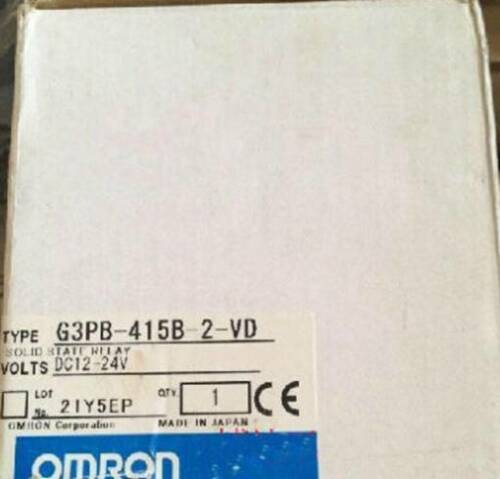 TYPE G3PB-415B-2-VD
SOLID STATE RELAY
VOLTS DC12-24V
LOT No. 21Y5EP QTY. 1 CE
OMRON Corporation MADE IN JAPAN
OMRON